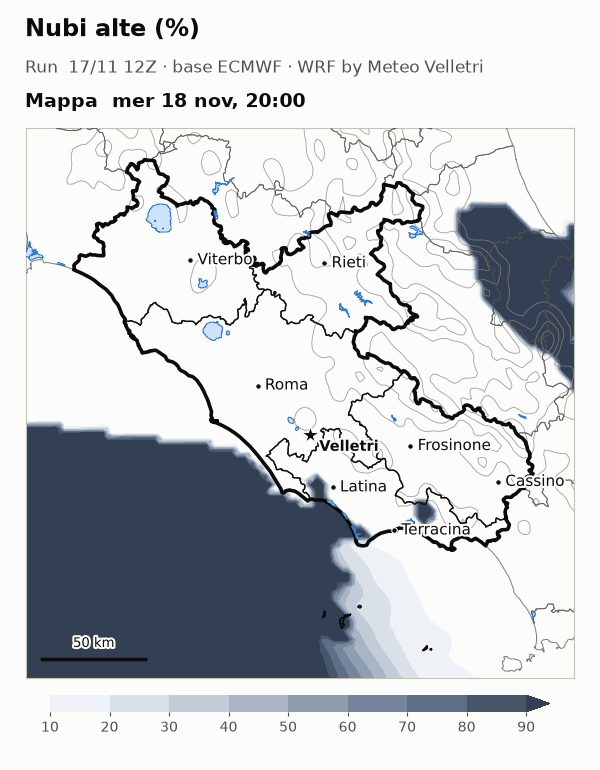 Nubi alte (%)
Run 17/11 12Z · base ECMWF · WRF by Meteo Velletri
Mappa mer 18 nov, 20:00
Viterbo
Rieti
Roma
Velletri
Frosinone
Latina
Cassino
Terracina
50 km
10 20 30 40 50 60 70 80 90